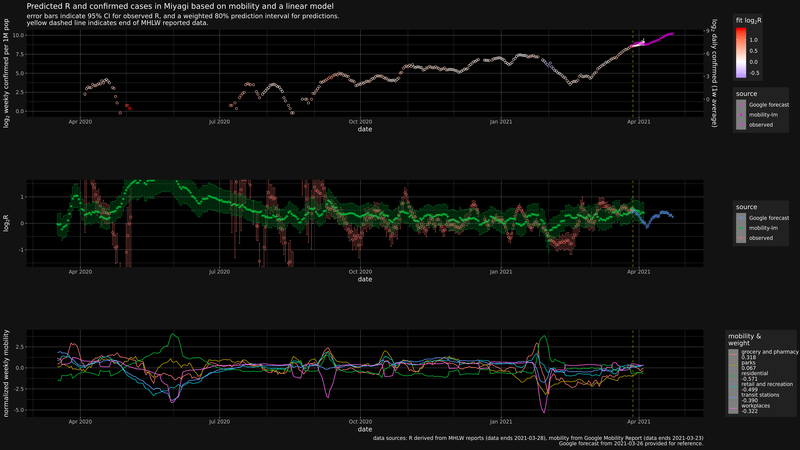 Predicted R and confirmed cases in Miyagi based on mobility and a linear model
error bars indicate 95% CI for observed R, and a weighted 80% prediction interval for predictions.
yellow dashed line indicates end of MHLW reported data.
log₂ weekly confirmed per 1M pop
10.0
7.5
5.0
2.5
0.0
9
6
3
0
log₂ daily confirmed (1w average)
Apr 2020
Jul 2020
Oct 2020
Jan 2021
Apr 2021
date
fit log₂R
1.0
0.5
0.0
-0.5
source
Google forecast
mobility-lm
observed
log₂R
1
0
-1
Apr 2020
Jul 2020
Oct 2020
Jan 2021
Apr 2021
date
source
Google forecast
mobility-lm
observed
normalized weekly mobility
2.5
0.0
-2.5
-5.0
Apr 2020
Jul 2020
Oct 2020
Jan 2021
Apr 2021
date
mobility &
weight
grocery and pharmacy
0.318
parks
0.067
residential
-0.571
retail and recreation
-0.499
transit stations
-0.390
workplaces
-0.322
data sources: R derived from MHLW reports (data ends 2021-03-28), mobility from Google Mobility Report (data ends 2021-03-23)
Google forecast from 2021-03-26 provided for reference.